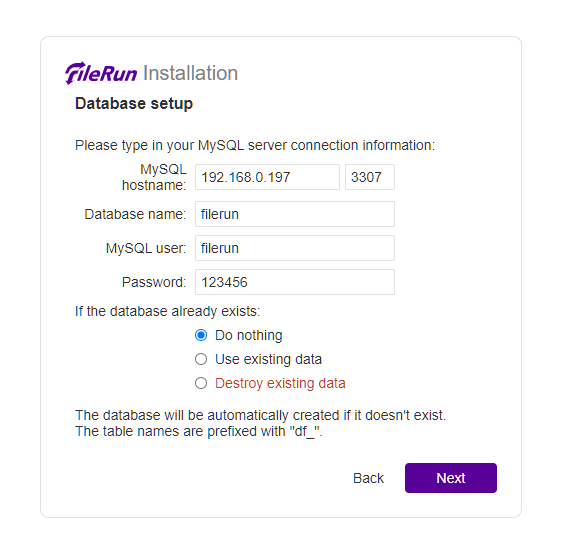 FileRun Installation
Database setup
Please type in your MySQL server connection information:
MySQL
hostname: 192.168.0.197 3307
Database name: filerun
MySQL user: filerun
Password: 123456
If the database already exists:
Do nothing
Use existing data
Destroy existing data
The database will be automatically created if it doesn't exist.
The table names are prefixed with "df_".
Back Next